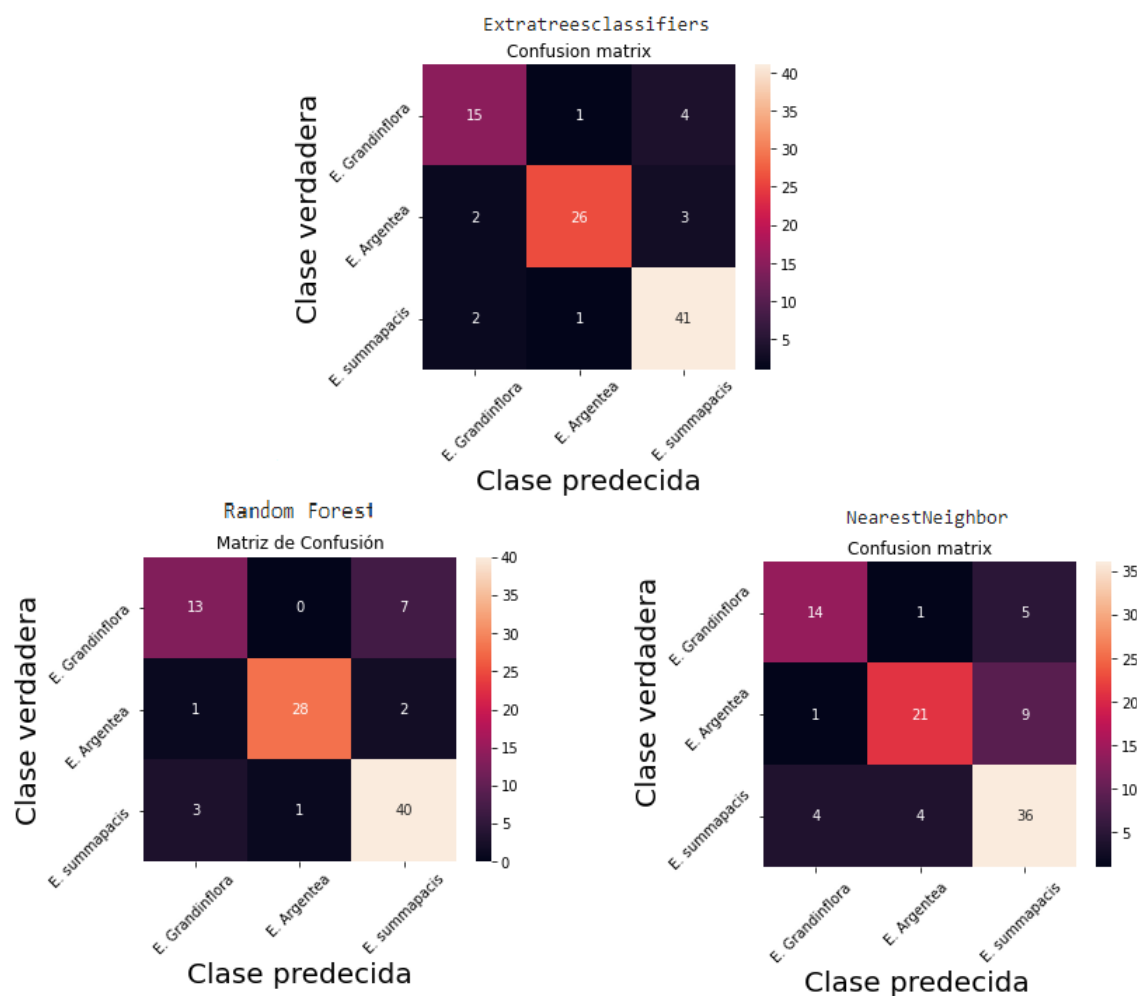 Extratreesclassifiers
Confusion matrix
Clase verdadera
E. Grandinflora
E. Argentea
E. summapacis
15 1 4
2 26 3
2 1 41
40
35
30
25
20
15
10
5
E. Grandinflora
E. Argentea
E. summapacis
Clase predecida
Random Forest
Matriz de Confusión
Clase verdadera
E. Grandinflora
E. Argentea
E. summapacis
13 0 7
1 28 2
3 1 40
40
35
30
25
20
15
10
5
0
E. Grandinflora
E. Argentea
E. summapacis
Clase predecida
NearestNeighbor
Confusion matrix
Clase verdadera
E. Grandinflora
E. Argentea
E. summapacis
14 1 5
1 21 9
4 4 36
35
30
25
20
15
10
5
E. Grandinflora
E. Argentea
E. summapacis
Clase predecida